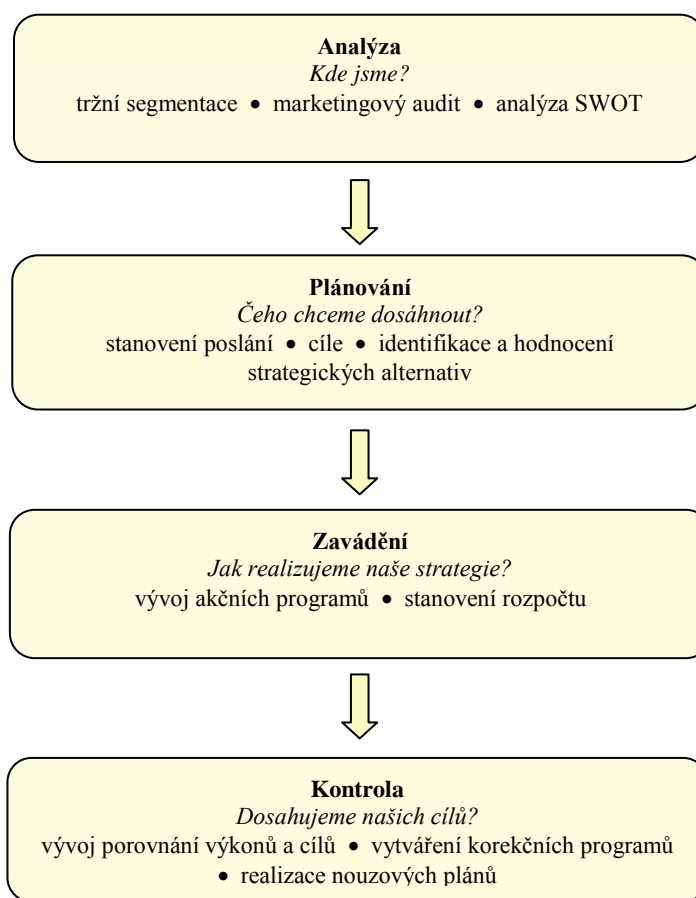 Analýza
Kde jsme?
tržní segmentace • marketingový audit • analýza SWOT
Plánování
Čeho chceme dosáhnout?
stanovení poslání • cíle • identifikace a hodnocení
strategických alternativ
Zavádění
Jak realizujeme naše strategie?
vývoj akčních programů • stanovení rozpočtu
Kontrola
Dosahujeme našich cílů?
vývoj porovnání výkonů a cílů • vytváření korekčních programů
• realizace nouzových plánů